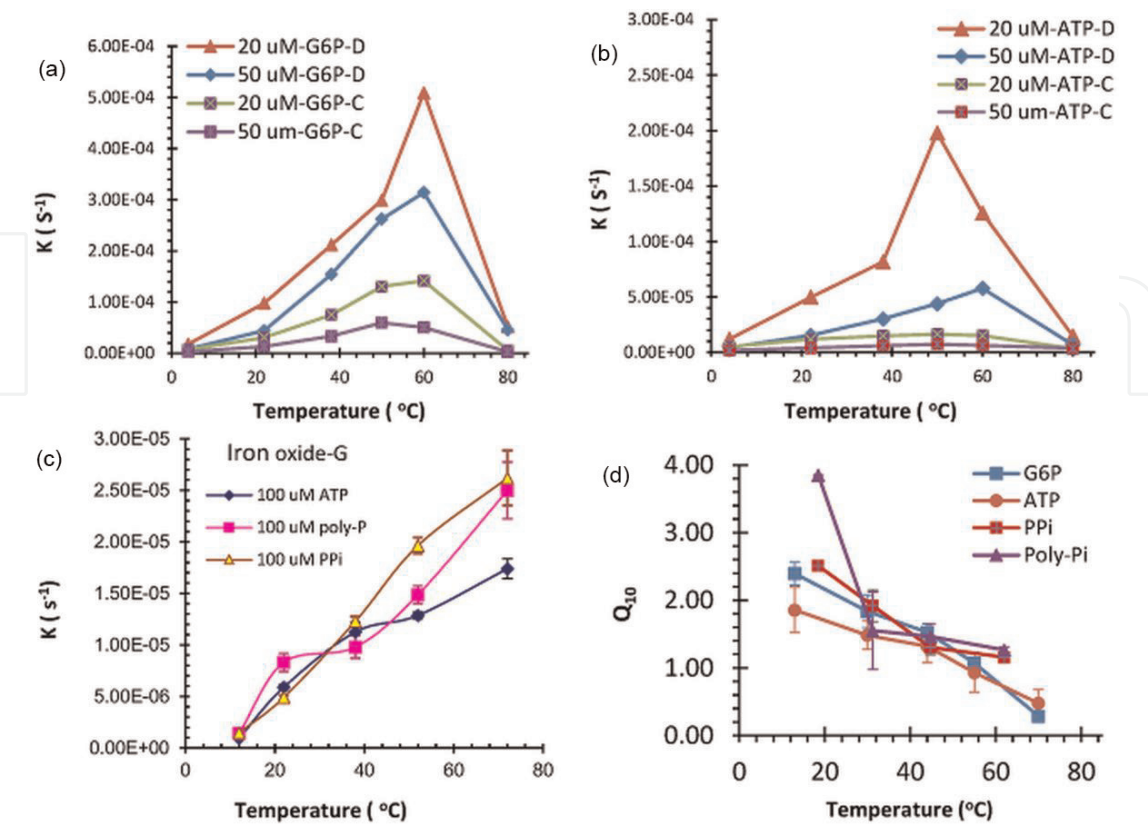 (a)
6.00E-04
5.00E-04
4.00E-04
3.00E-04
2.00E-04
1.00E-04
0.00E+00
K ( S-1)
20 uM-G6P-D
50 uM-G6P-D
20 uM-G6P-C
50 um-G6P-C
0 20 40 60 80
Temperature ( oC)
(b)
3.00E-04
2.50E-04
2.00E-04
1.50E-04
1.00E-04
5.00E-05
0.00E+00
K ( S-1)
20 uM-ATP-D
50 uM-ATP-D
20 uM-ATP-C
50 um-ATP-C
0 20 40 60 80
Temperature ( oC)
(c)
3.00E-05
2.50E-05
2.00E-05
1.50E-05
1.00E-05
5.00E-06
0.00E+00
K ( s-1)
Iron oxide-G
100 uM ATP
100 uM poly-P
100 uM PPi
0 20 40 60 80
Temperature ( oC)
(d)
4.00
3.00
2.00
1.00
0.00
Q10
G6P
ATP
PPi
Poly-Pi
0 20 40 60 80
Temperature (oC)